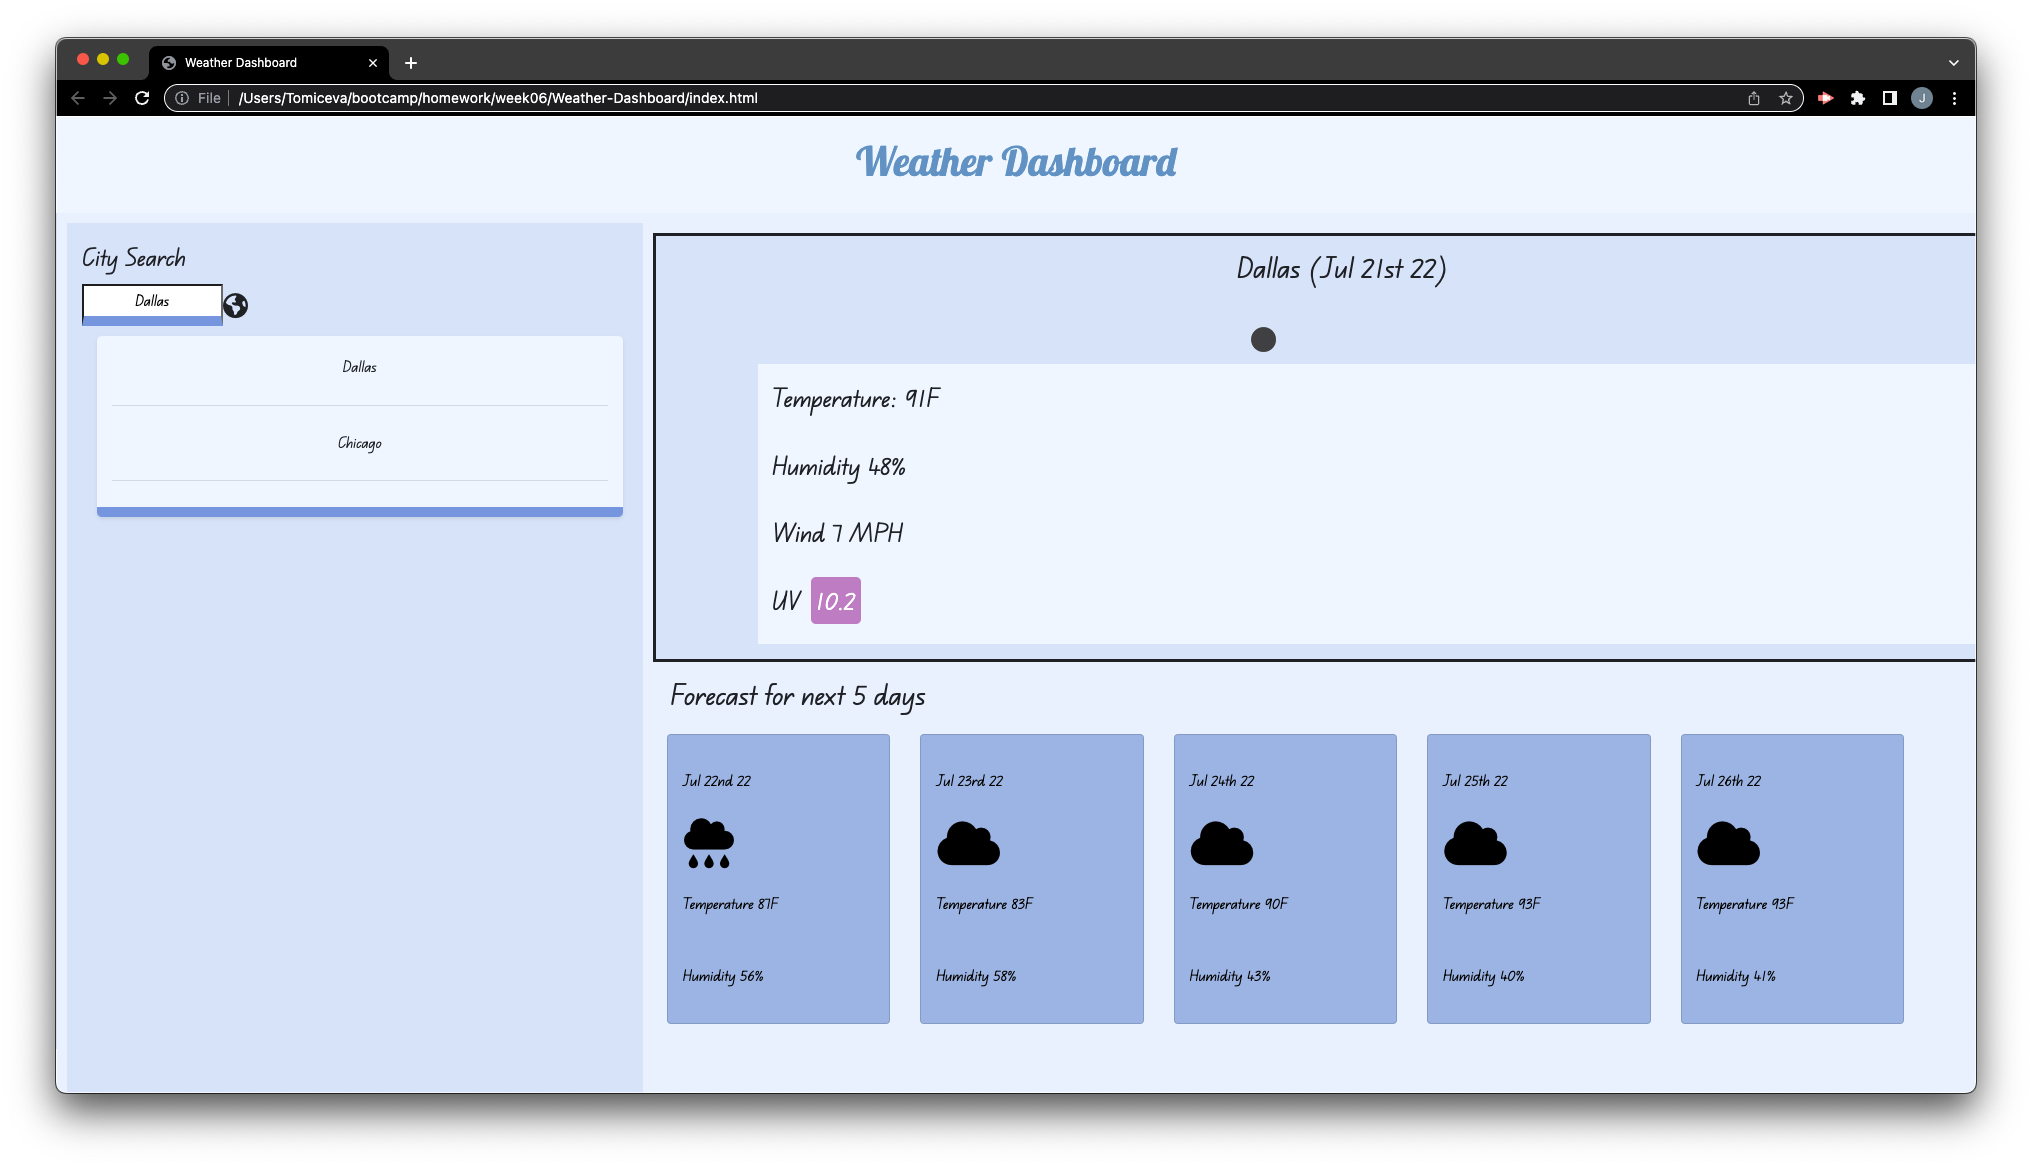 Weather Dashboard
File
/Users/Tomiceva/bootcamp/homework/week06/Weather-Dashboard/index.html
J
Weather Dashboard
City Search
Dallas
Dallas
Chicago
Dallas (Jul 21st 22)
Temperature: 91F
Humidity 48%
Wind 7 MPH
UV 10.2
Forecast for next 5 days
Jul 22nd 22
Temperature 87F
Humidity 56%
Jul 23rd 22
Temperature 83F
Humidity 58%
Jul 24th 22
Temperature 90F
Humidity 43%
Jul 25th 22
Temperature 93F
Humidity 40%
Jul 26th 22
Temperature 93F
Humidity 41%